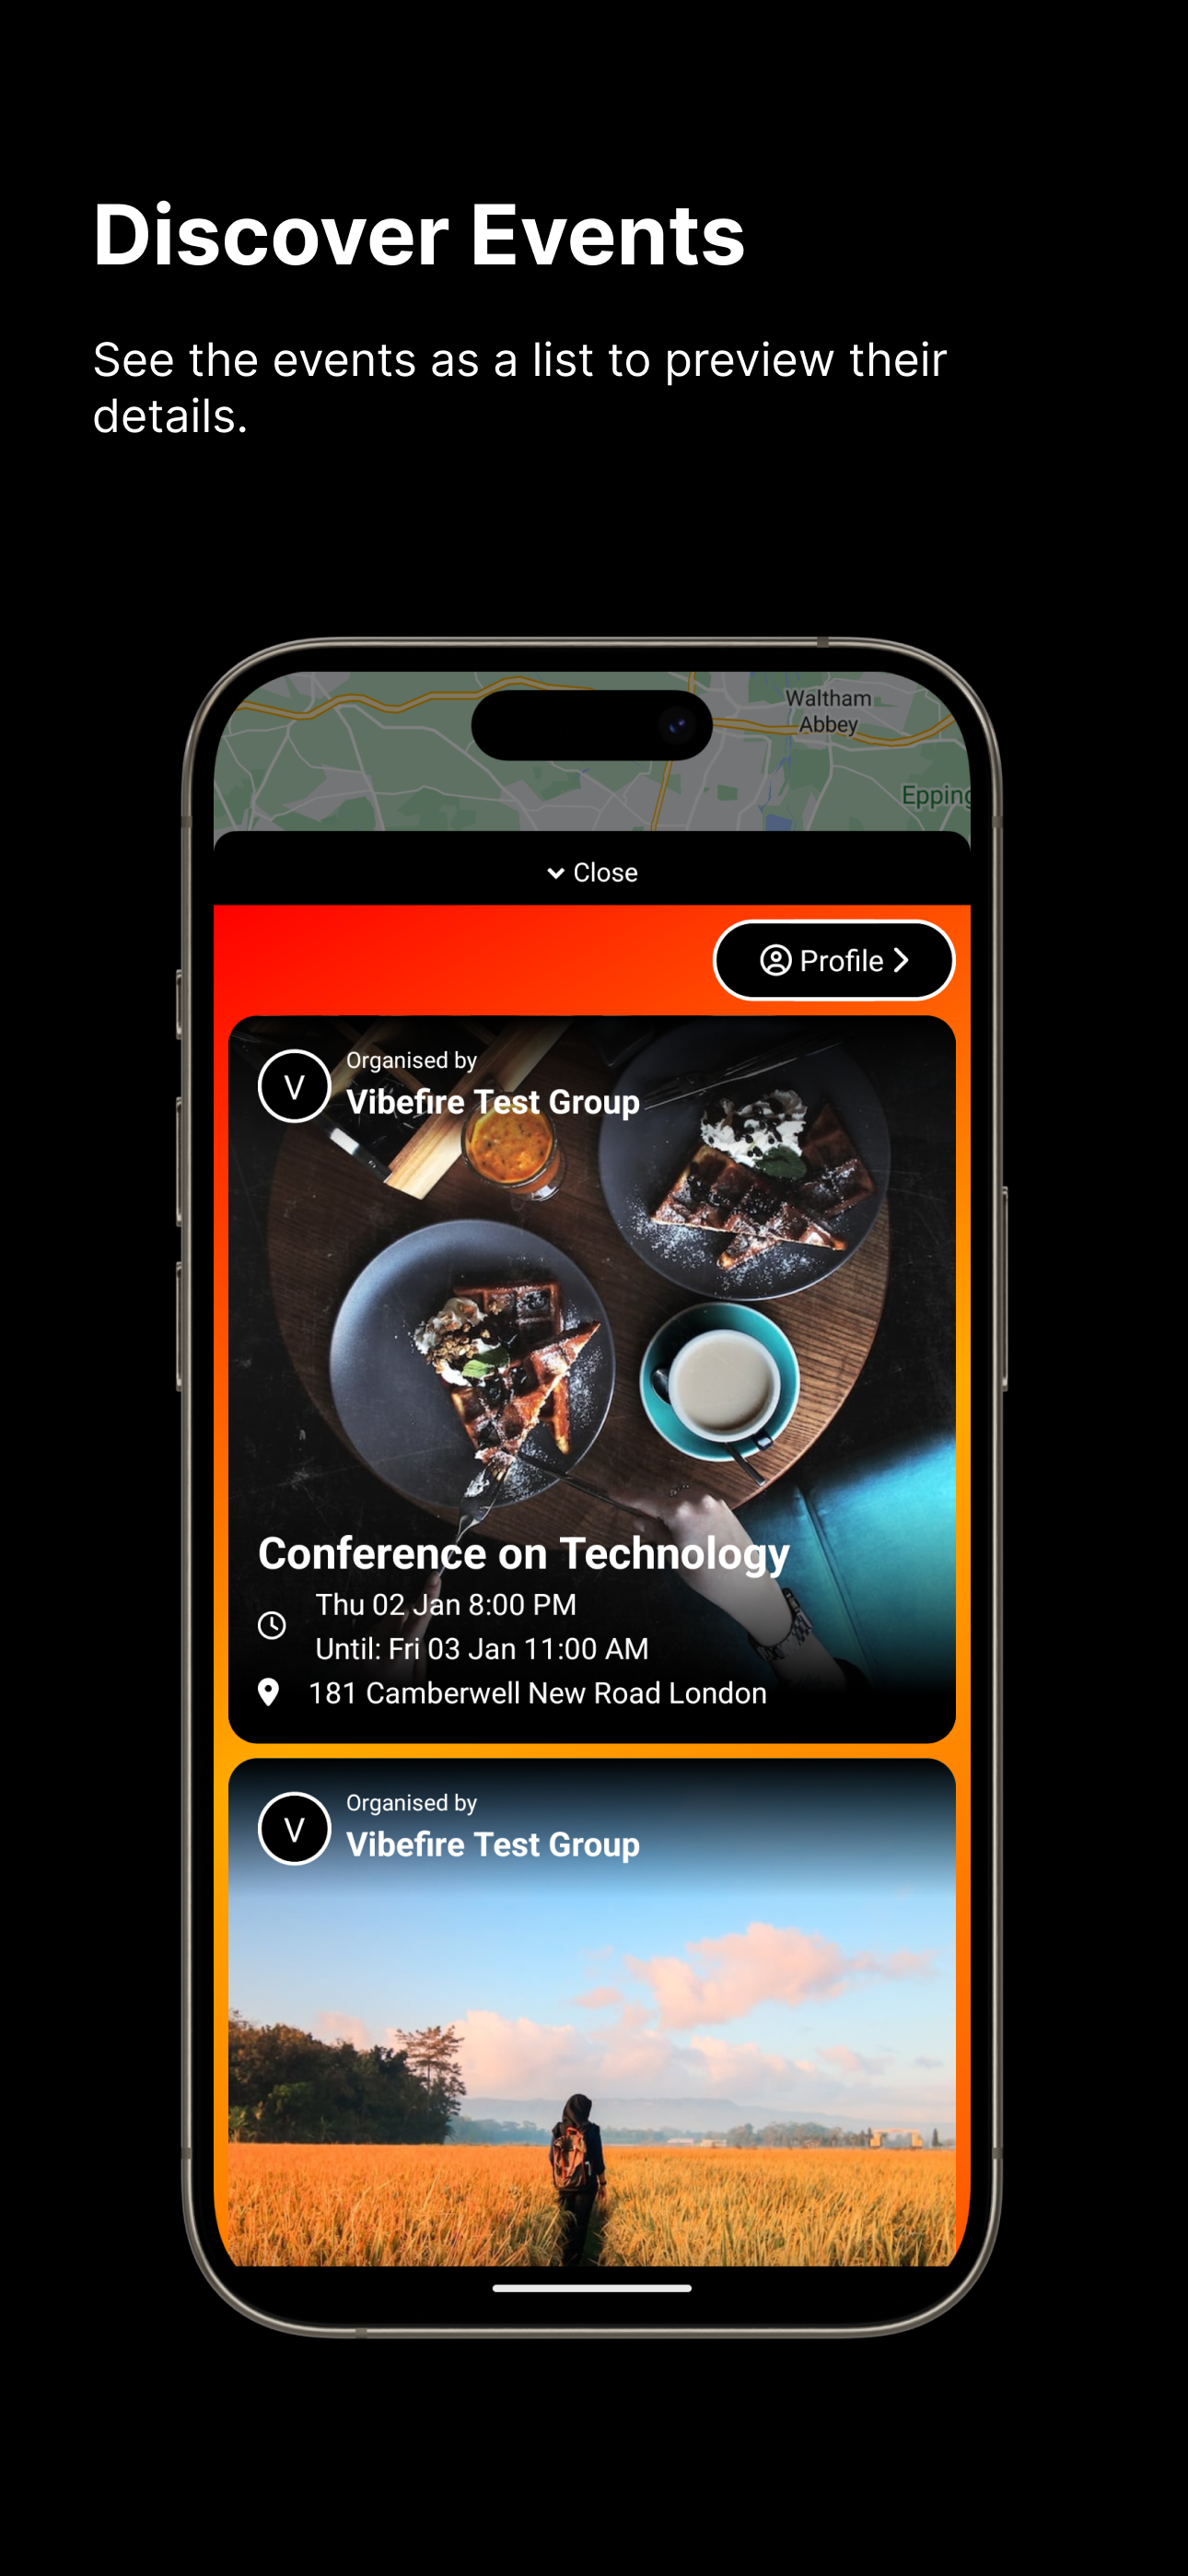 Discover Events
See the events as a list to preview their
details.
Waltham
Abbey
Epping
Close
Profile
V
Organised by
Vibefire Test Group
Conference on Technology
Thu 02 Jan 8:00 PM
Until: Fri 03 Jan 11:00 AM
181 Camberwell New Road London
V
Organised by
Vibefire Test Group